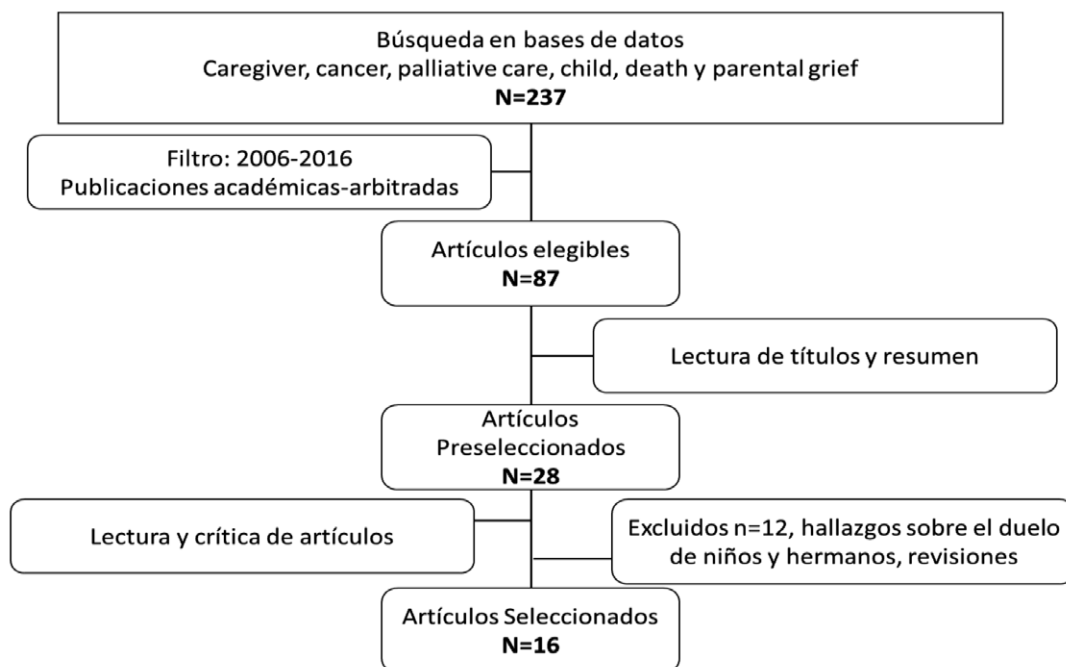 Búsqueda en bases de datos
Caregiver, cancer, palliative care, child, death y parental grief
N=237
Filtro: 2006-2016
Publicaciones académicas-arbitradas
Artículos elegibles
N=87
Lectura de títulos y resumen
Artículos
Preseleccionados
N=28
Lectura y crítica de artículos
Excluidos n=12, hallazgos sobre el duelo
de niños y hermanos, revisiones
Artículos Seleccionados
N=16